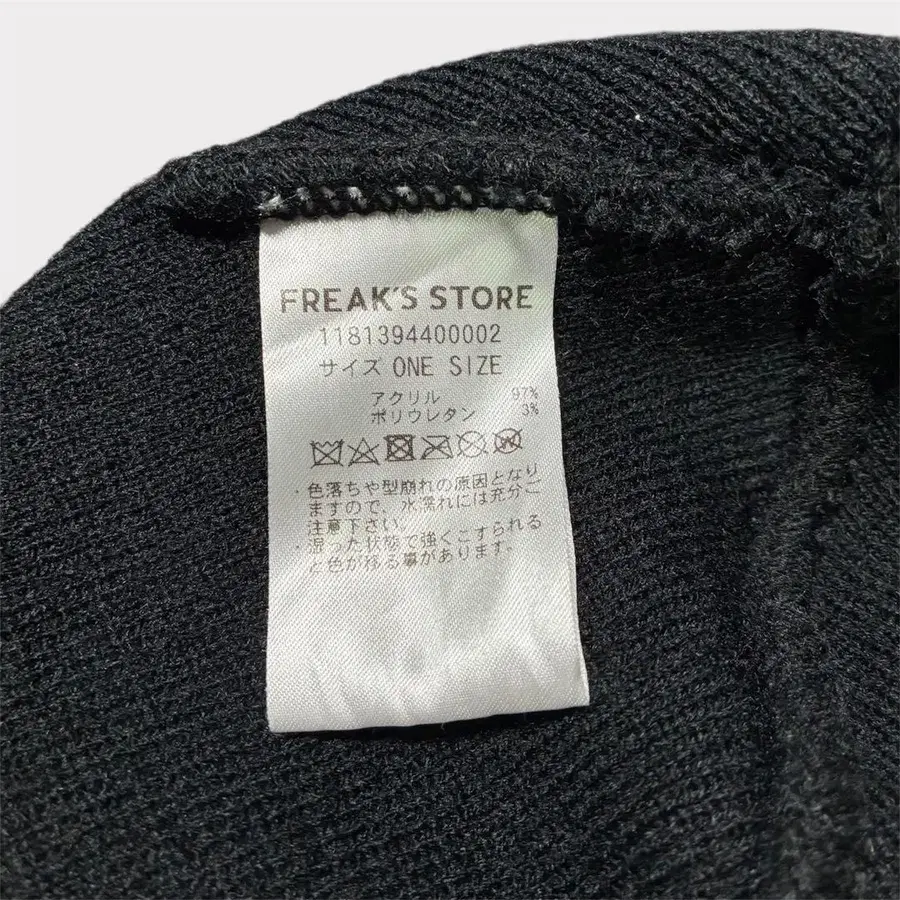 FREAK'S STORE
1181394400002
サイズ ONE SIZE
アクリル 97%
ポリウレタン 3%
・色落ちや型崩れの原因となり
ますので、水濡れには充分ご
注意下さい。
・湿った状態で強くこすられる
と色が移る事があります。